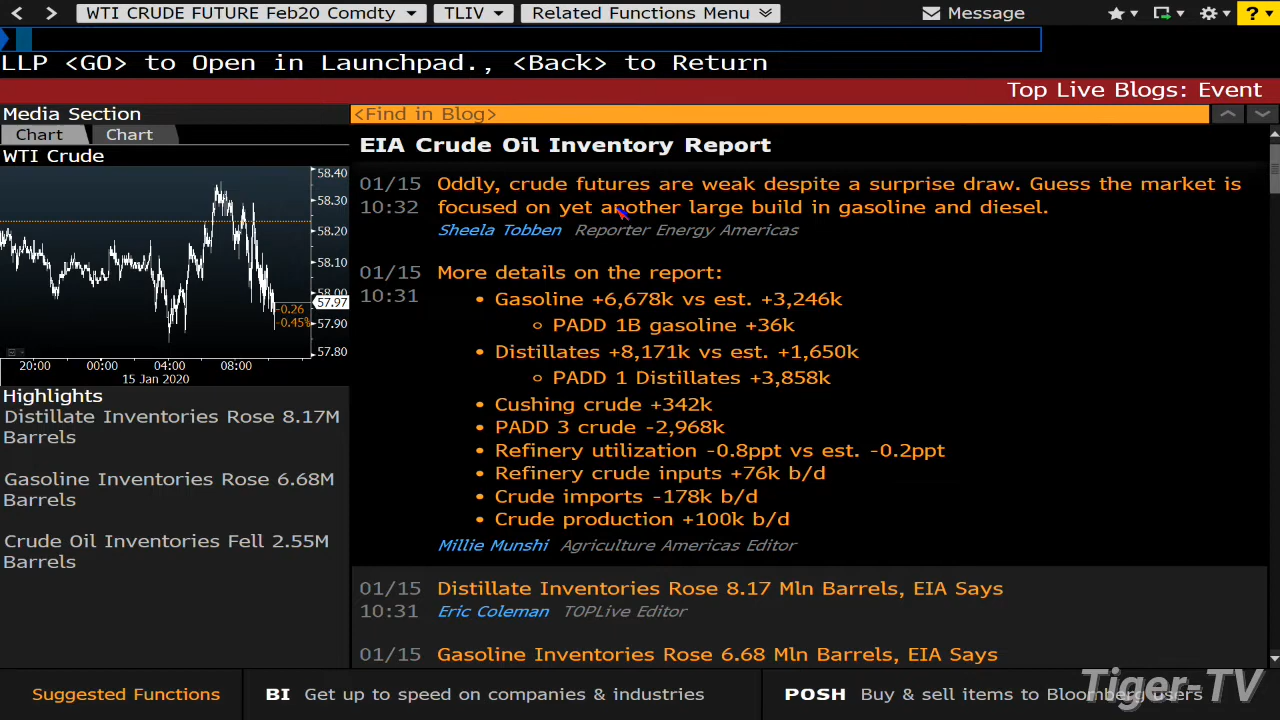 WTI CRUDE FUTURE Feb20 Comdty
TLIV
Related Functions Menu
Message
?
LLP <GO> to Open in Launchpad., <Back> to Return
Top Live Blogs: Event
Media Section
<Find in Blog>
Chart
Chart
WTI Crude
58.40
58.30
58.20
58.10
58.00
57.97
57.90
57.80
-0.26
-0.45%
20:00 00:00 04:00 08:00
15 Jan 2020
Highlights
Distillate Inventories Rose 8.17M
Barrels
Gasoline Inventories Rose 6.68M
Barrels
Crude Oil Inventories Fell 2.55M
Barrels
EIA Crude Oil Inventory Report
01/15 Oddly, crude futures are weak despite a surprise draw. Guess the market is
10:32 focused on yet another large build in gasoline and diesel.
Sheela Tobben Reporter Energy Americas
01/15 More details on the report:
10:31
• Gasoline +6,678k vs est. +3,246k
○ PADD 1B gasoline +36k
• Distillates +8,171k vs est. +1,650k
○ PADD 1 Distillates +3,858k
• Cushing crude +342k
• PADD 3 crude -2,968k
• Refinery utilization -0.8ppt vs est. -0.2ppt
• Refinery crude inputs +76k b/d
• Crude imports -178k b/d
• Crude production +100k b/d
Millie Munshi Agriculture Americas Editor
01/15 Distillate Inventories Rose 8.17 Mln Barrels, EIA Says
10:31 Eric Coleman TOPLive Editor
01/15 Gasoline Inventories Rose 6.68 Mln Barrels, EIA Says
Suggested Functions
BI Get up to speed on companies & industries
POSH Buy & sell items to Bloomberg users
Tiger-TV